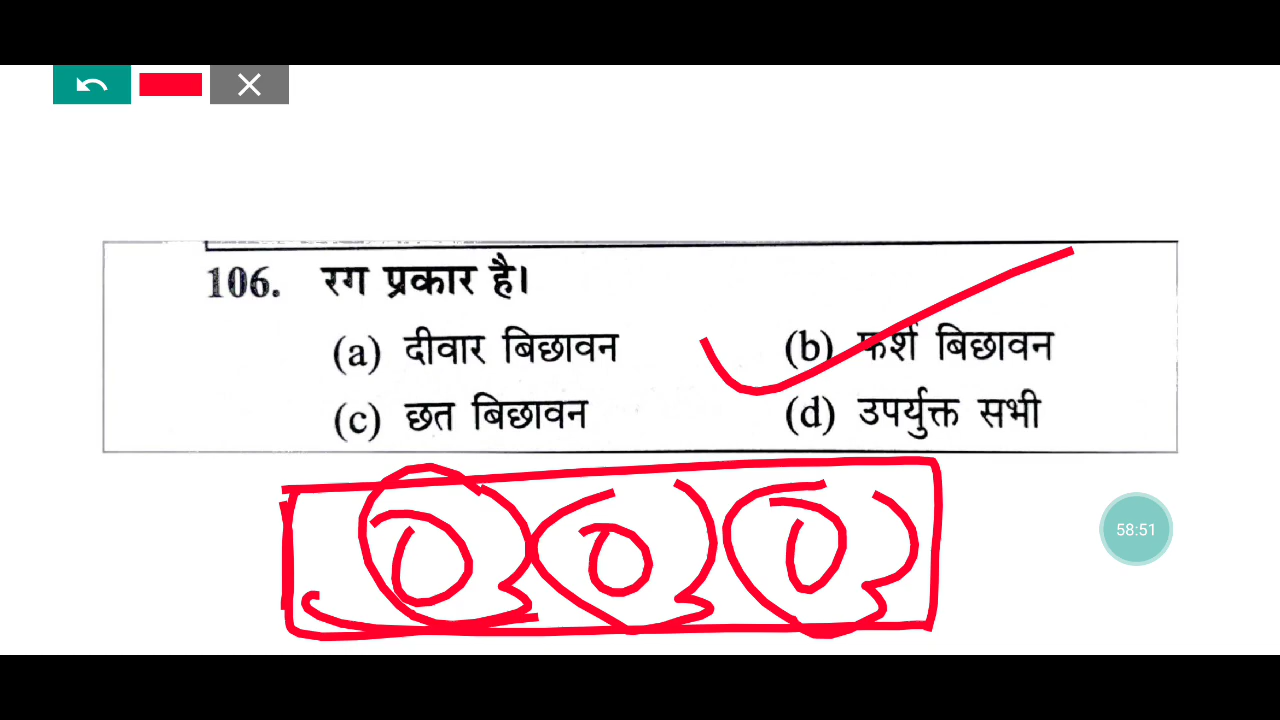 106. रग प्रकार है।
(a) दीवार बिछावन (b) फर्श बिछावन
(c) छत बिछावन (d) उपर्युक्त सभी
58:51